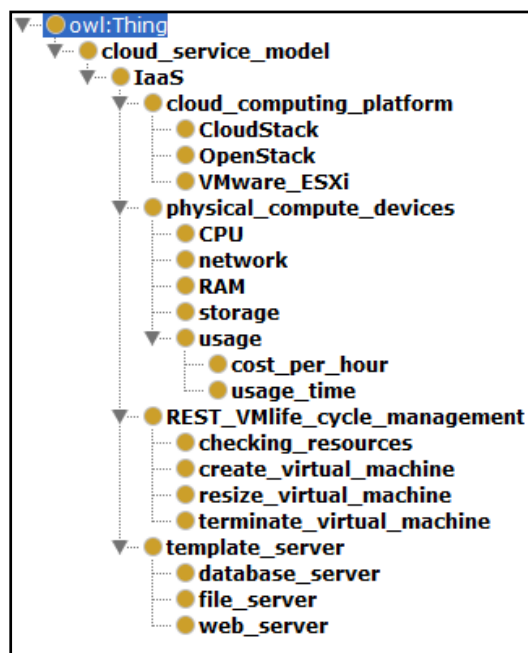 owl:Thing
cloud_service_model
IaaS
cloud_computing_platform
CloudStack
OpenStack
VMware_ESXi
physical_compute_devices
CPU
network
RAM
storage
usage
cost_per_hour
usage_time
REST_VMlife_cycle_management
checking_resources
create_virtual_machine
resize_virtual_machine
terminate_virtual_machine
template_server
database_server
file_server
web_server